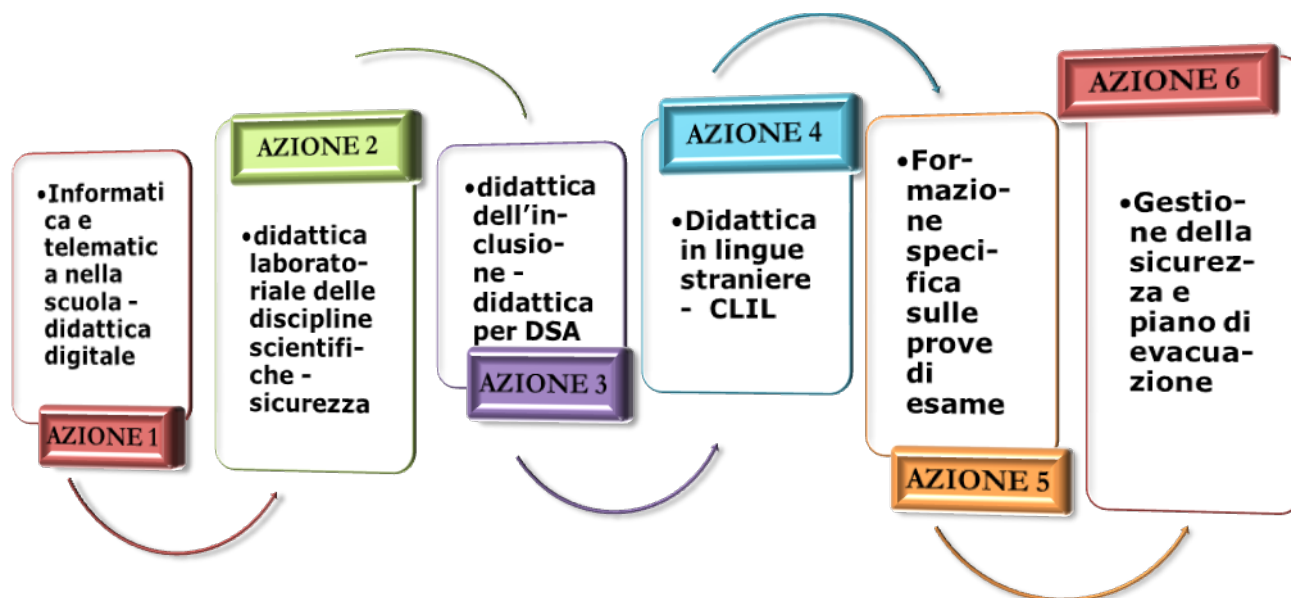 •Informati
ca e
telematic
a nella
scuola -
didattica
digitale
AZIONE 1
AZIONE 2
•didattica
laborato-
riale delle
discipline
scientifi-
che -
sicurezza
•didattica
dell'in-
clusio-
ne -
didattica
per DSA
AZIONE 3
AZIONE 4
•Didattica
in lingue
straniere
- CLIL
•For-
mazio-
ne
speci-
fica
sulle
prove
di
esame
AZIONE 5
AZIONE 6
•Gestio-
ne della
sicurez-
za e
piano di
evacua-
zione